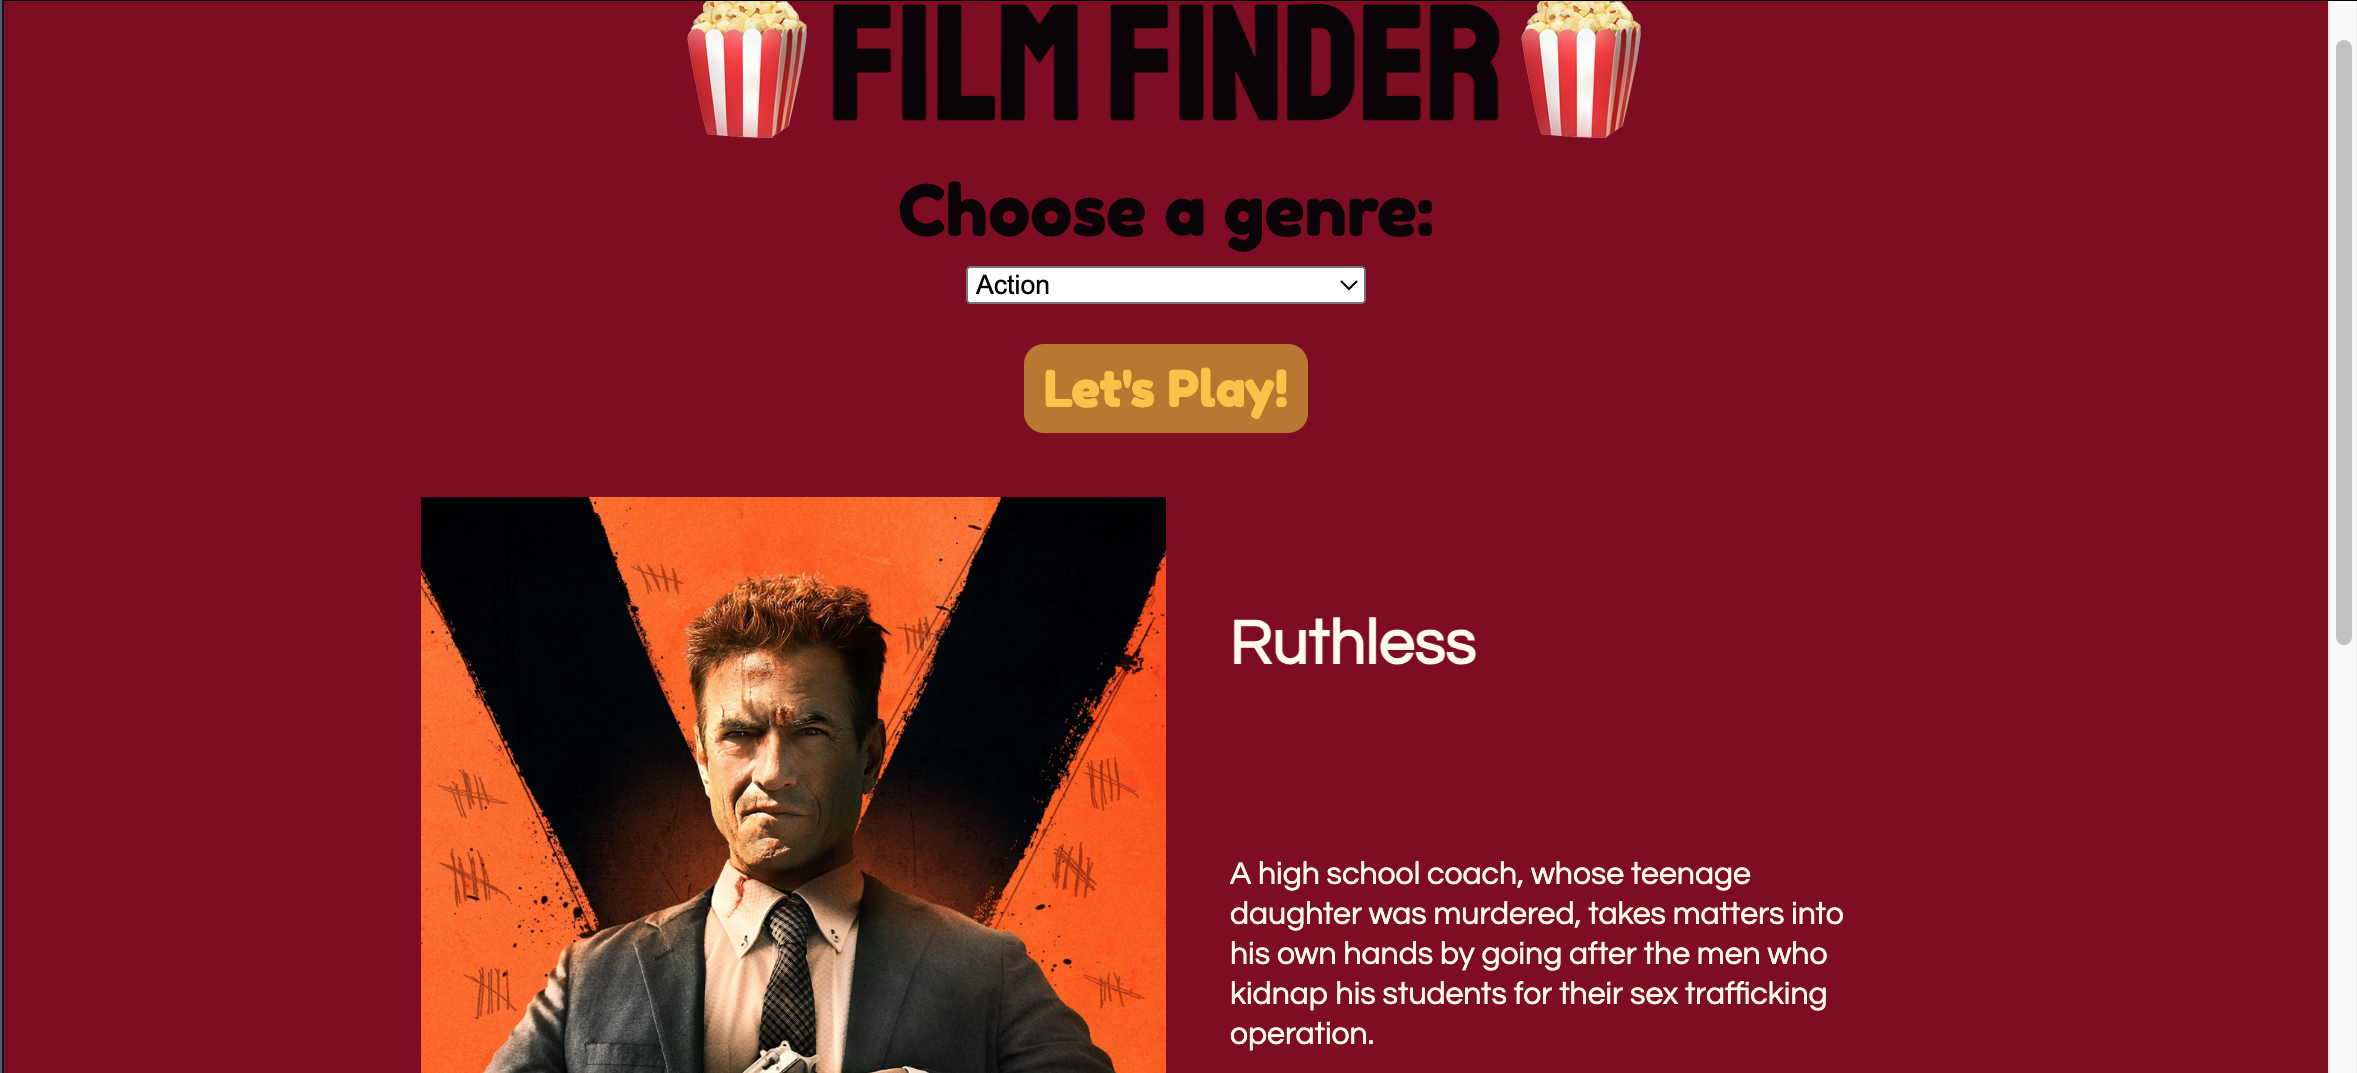 FILM FINDER
Choose a genre:
Action
Let's Play!
Ruthless
A high school coach, whose teenage
daughter was murdered, takes matters into
his own hands by going after the men who
kidnap his students for their sex trafficking
operation.